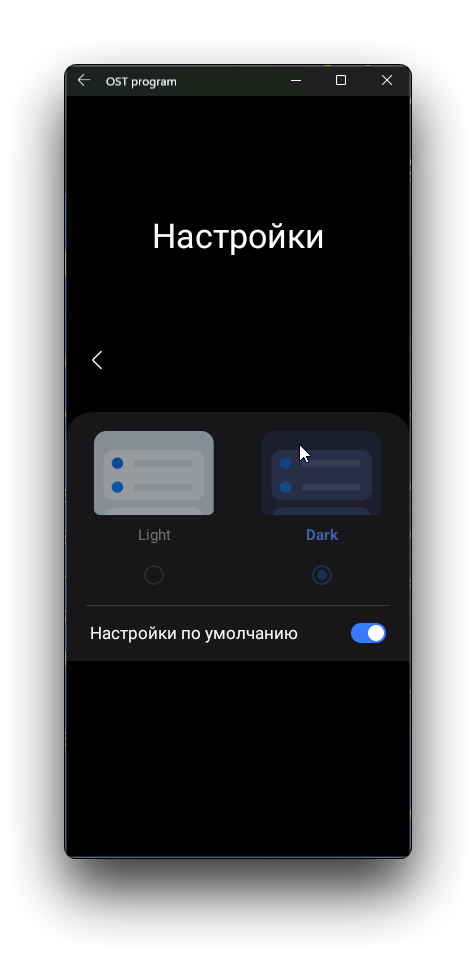 OST program
Настройки
Light
Dark
Настройки по умолчанию